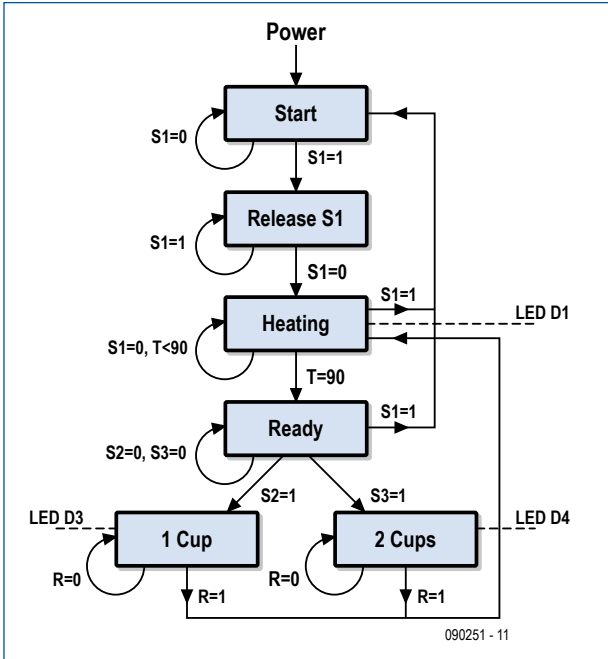 Power
Start
S1=0
S1=1
Release S1
S1=1
S1=0
S1=1
LED D1
Heating
S1=0, T<90
T=90
S1=1
Ready
S2=0, S3=0
S2=1
S3=1
LED D3
LED D4
1 Cup
2 Cups
R=0
R=0
R=1
R=1
090251 - 11